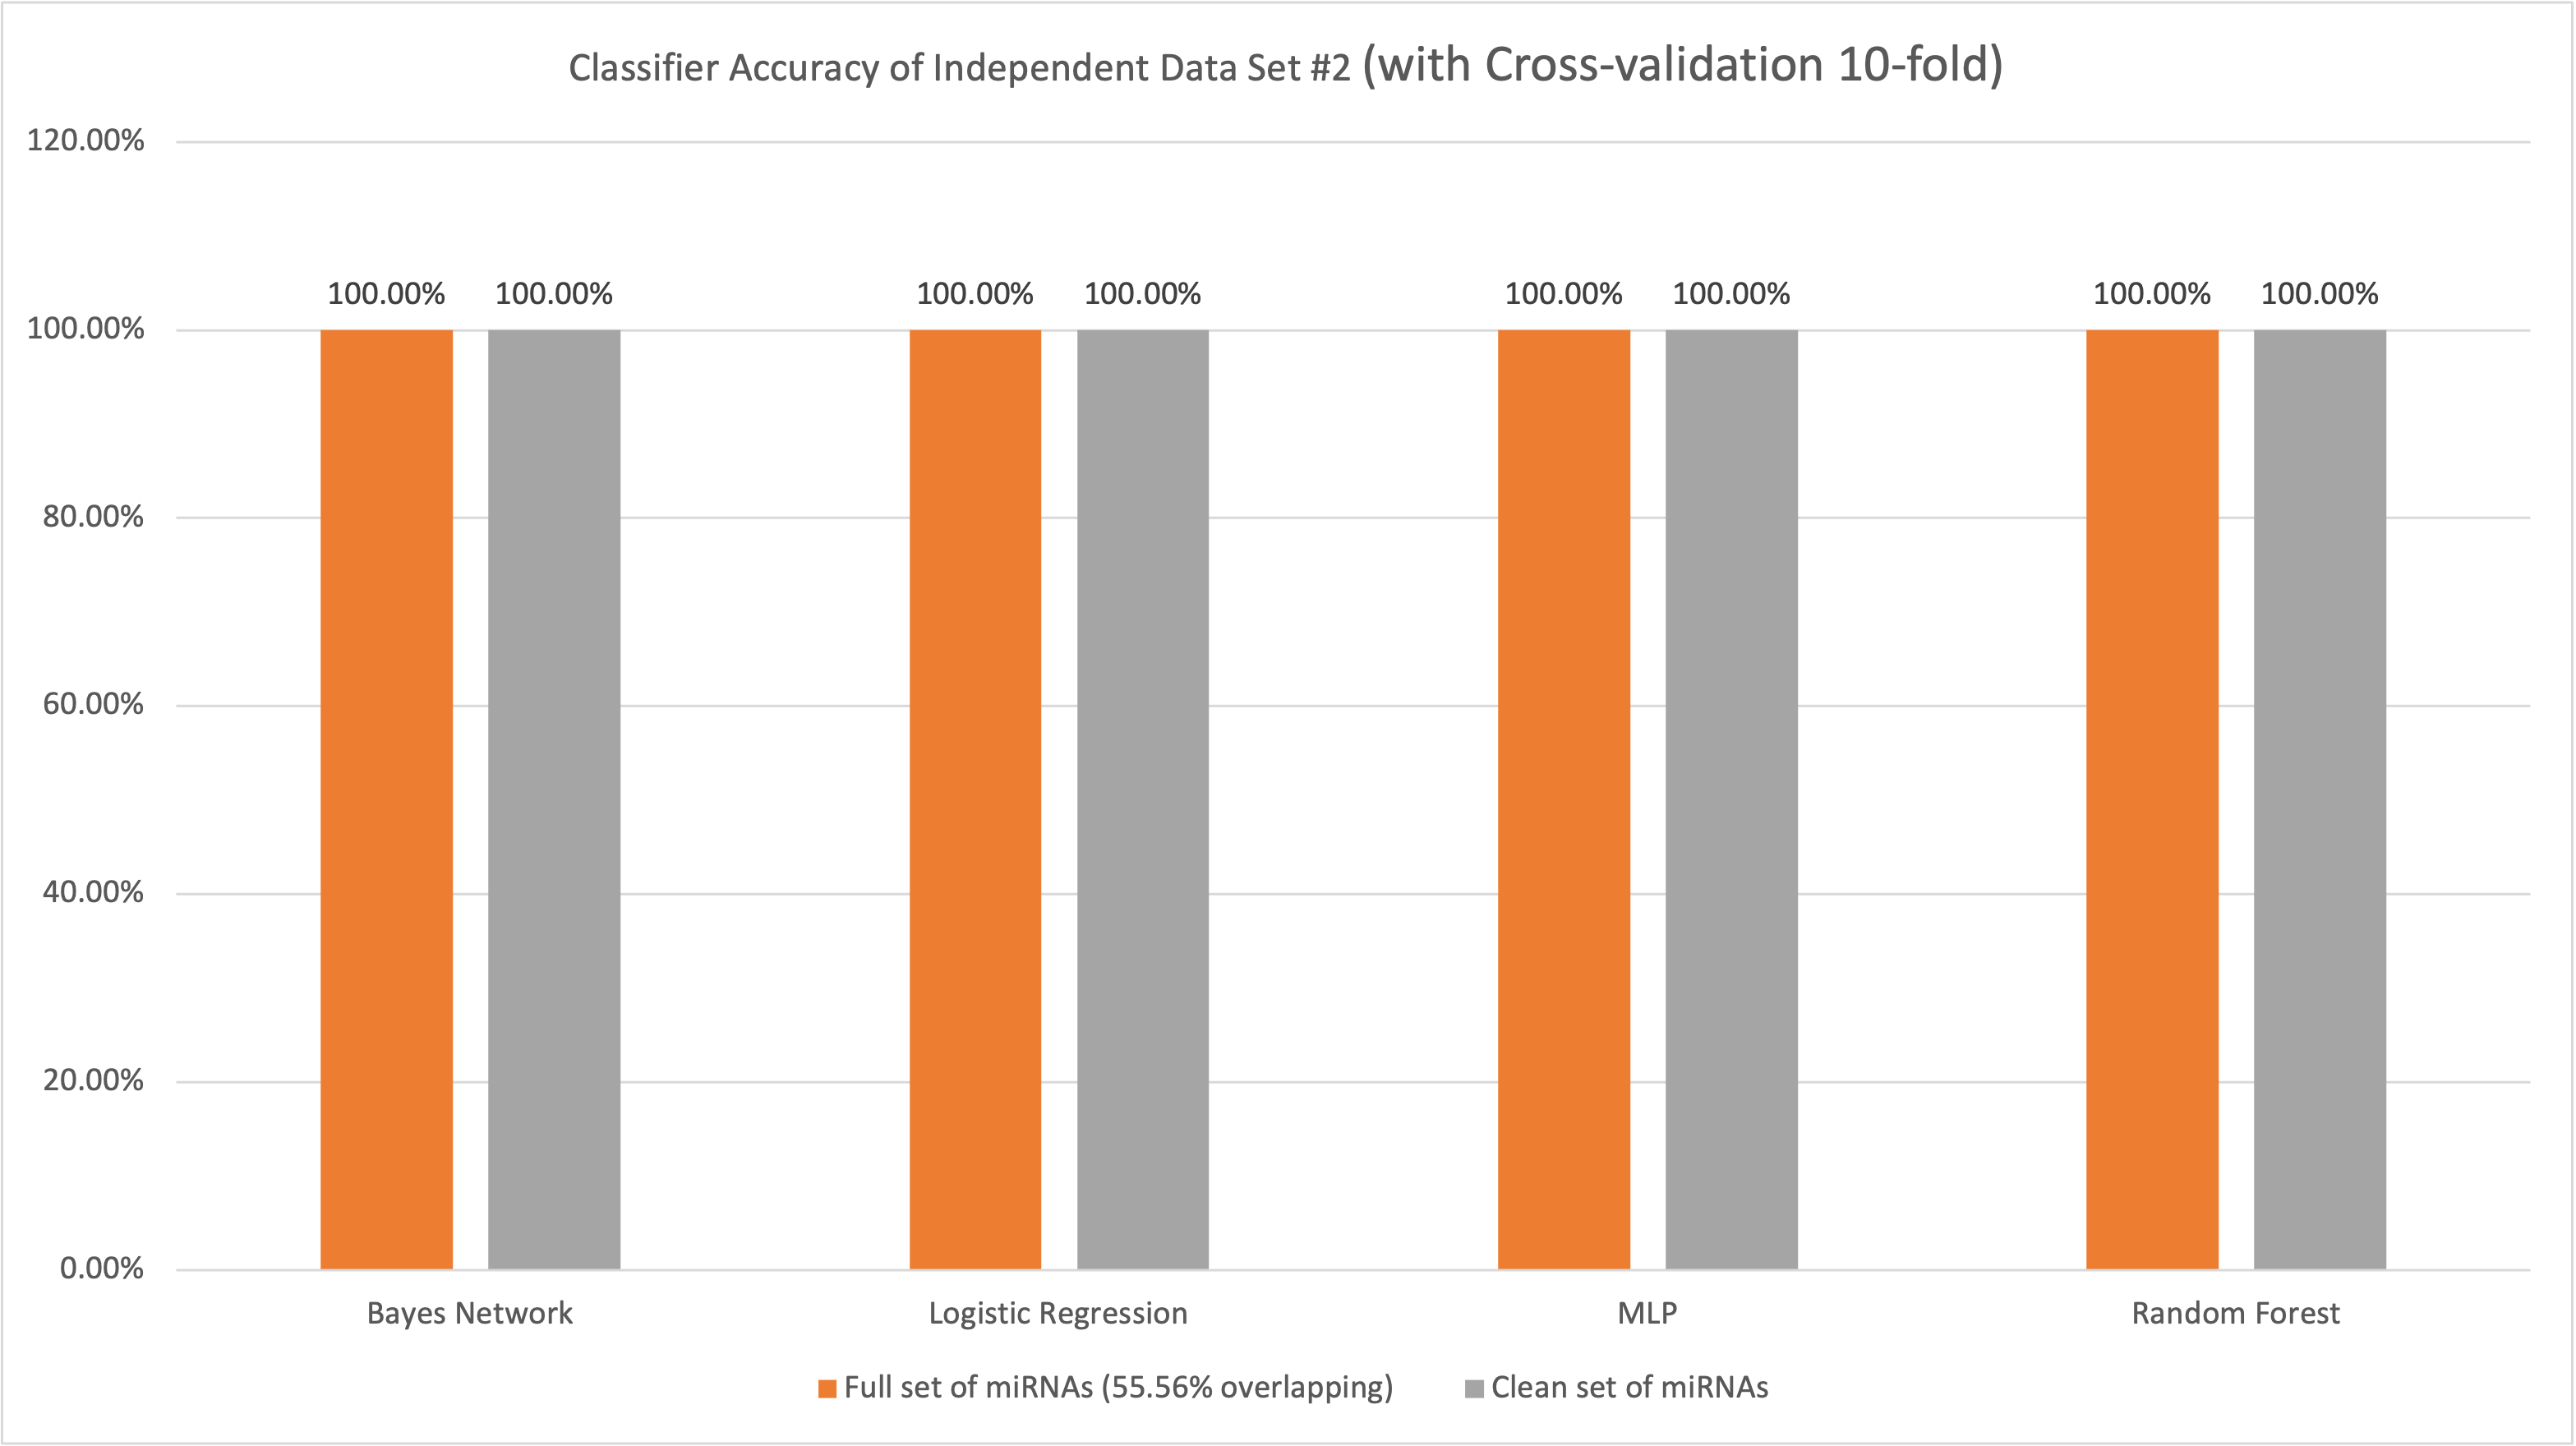 Classifier Accuracy of Independent Data Set #2 (with Cross-validation 10-fold)
120.00%
100.00% 100.00% 100.00% 100.00% 100.00% 100.00% 100.00% 100.00%
100.00%
80.00%
60.00%
40.00%
20.00%
0.00%
Bayes Network Logistic Regression MLP Random Forest
Full set of miRNAs (55.56% overlapping) Clean set of miRNAs